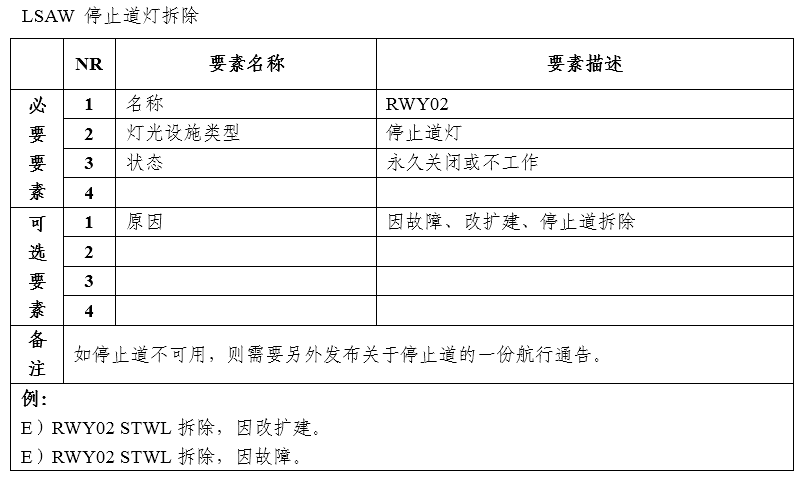 LSAW 停止道灯拆除
NR 要素名称 要素描述
必要要素
1 名称 RWY02
2 灯光设施类型 停止道灯
3 状态 永久关闭或不工作
4
可选要素
1 原因 因故障、改扩建、停止道拆除
2
3
4
备注 如停止道不可用，则需要另外发布关于停止道的一份航行通告。
例：
E）RWY02 STWL 拆除，因改扩建。
E）RWY02 STWL 拆除，因故障。